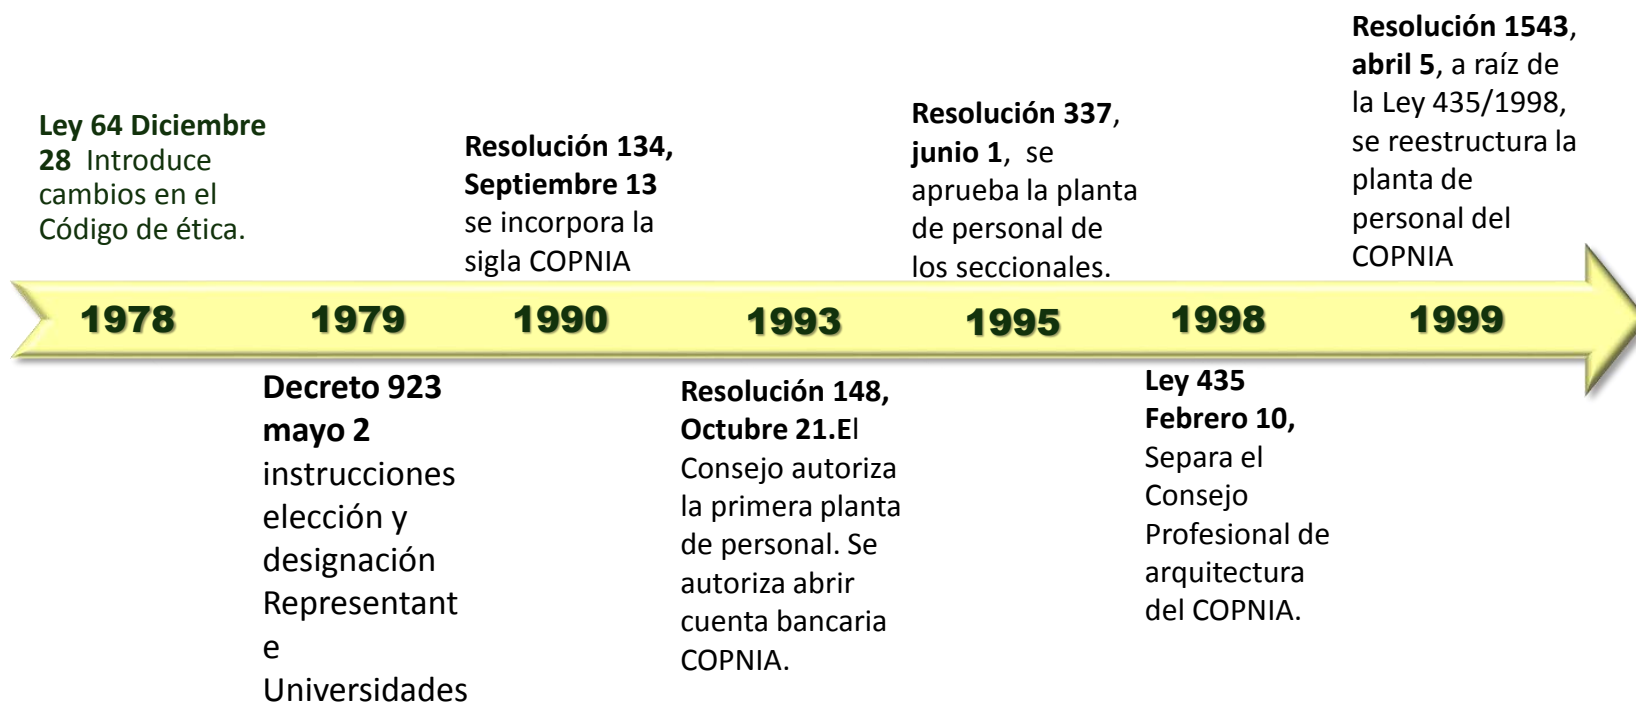 Ley 64 Diciembre
28 Introduce
cambios en el
Código de ética.
Resolución 134,
Septiembre 13
se incorpora la
sigla COPNIA
Resolución 337,
junio 1, se
aprueba la planta
de personal de
los seccionales.
Resolución 1543,
abril 5, a raíz de
la Ley 435/1998,
se reestructura la
planta de
personal del
COPNIA
1978 1979 1990 1993 1995 1998 1999
Decreto 923
mayo 2
instrucciones
elección y
designación
Representant
e
Universidades
Resolución 148,
Octubre 21.El
Consejo autoriza
la primera planta
de personal. Se
autoriza abrir
cuenta bancaria
COPNIA.
Ley 435
Febrero 10,
Separa el
Consejo
Profesional de
arquitectura
del COPNIA.